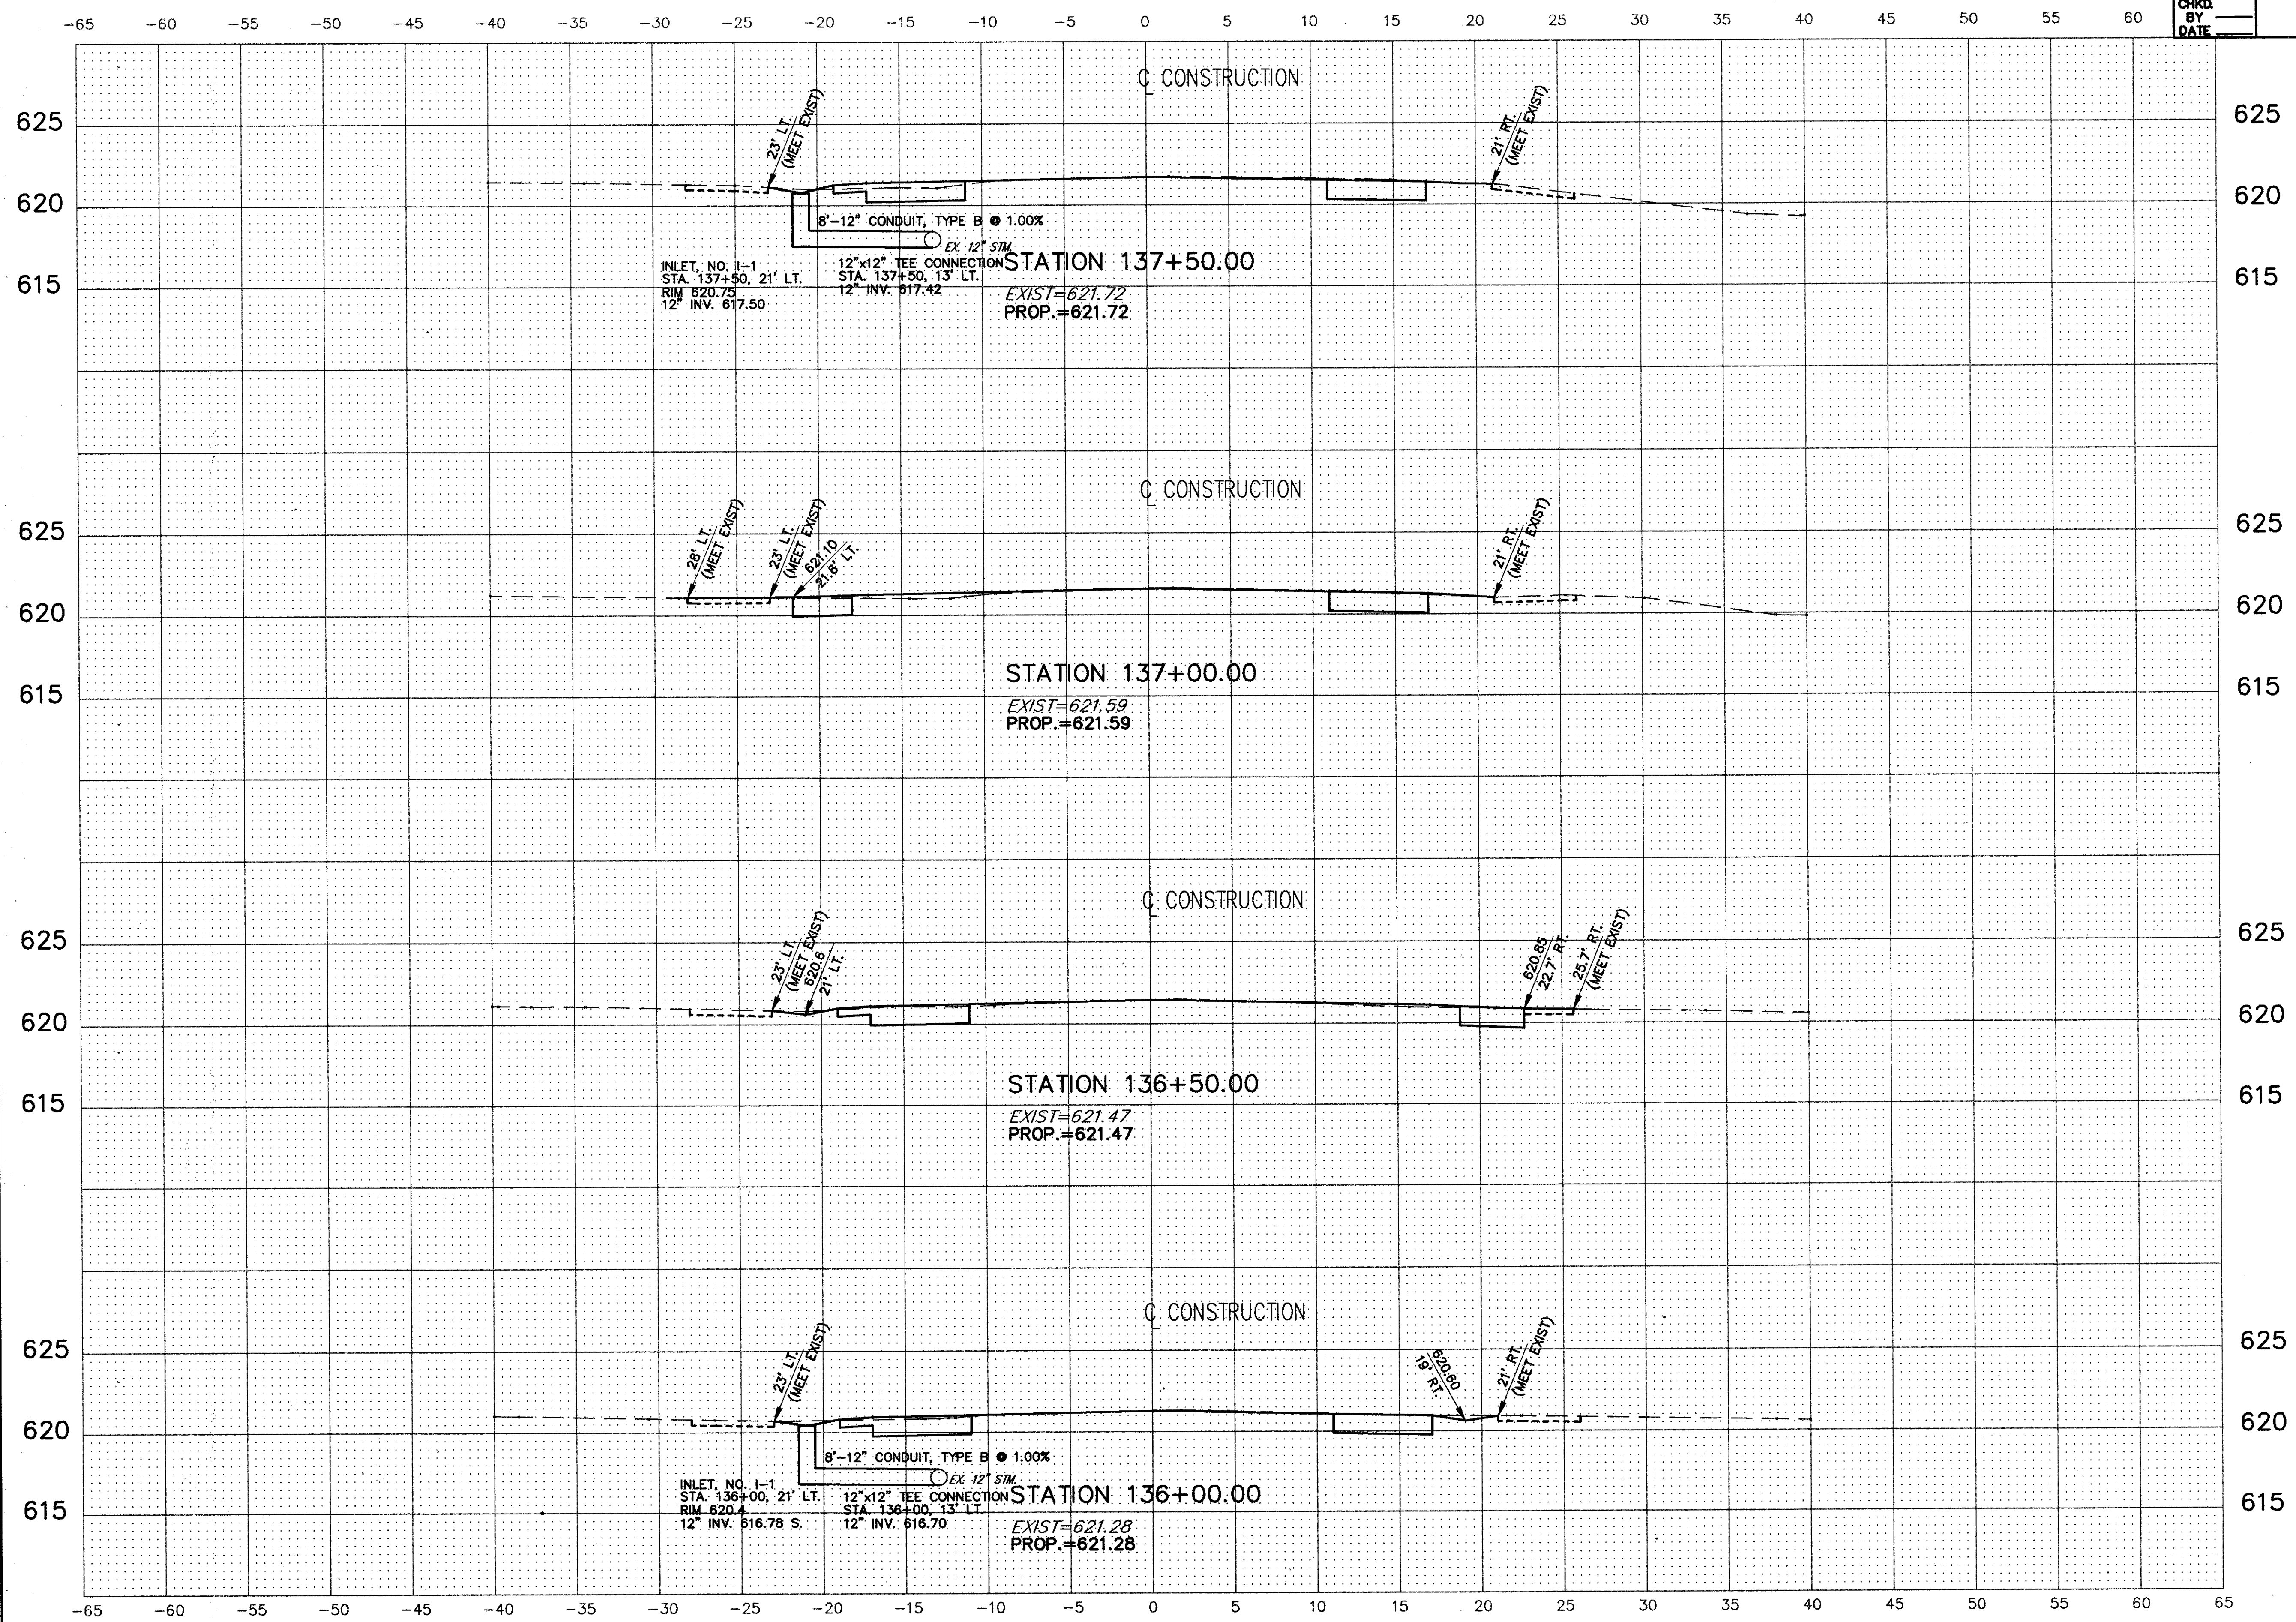 CHKD.
BY
DATE
-65 -60 -55 -50 -45 -40 -35 -30 -25 -20 -15 -10 -5 0 5 10 15 20 25 30 35 40 45 50 55 60
℄ CONSTRUCTION
23' LT.
(MEET EXIST)
21' RT.
(MEET EXIST)
625 625
620 620
8'-12" CONDUIT, TYPE B @ 1.00%
EX. 12" STM.
INLET, NO. I-1
STA. 137+50, 21' LT.
RIM 620.75
12" INV. 617.50
12"x12" TEE CONNECTION
STA. 137+50, 13' LT.
12" INV. 617.42
STATION 137+50.00
615 615
EXIST=621.72
PROP.=621.72
℄ CONSTRUCTION
28' LT.
(MEET EXIST)
23' LT.
(MEET EXIST)
621.10
21.6' LT.
21' RT.
(MEET EXIST)
625 625
620 620
STATION 137+00.00
615 615
EXIST=621.59
PROP.=621.59
℄ CONSTRUCTION
23' LT.
(MEET EXIST)
620.6
21' LT.
620.85
22.7' RT.
25.7' RT.
(MEET EXIST)
625 625
620 620
STATION 136+50.00
615 615
EXIST=621.47
PROP.=621.47
℄ CONSTRUCTION
23' LT.
(MEET EXIST)
620.60
19' RT.
21' RT.
(MEET EXIST)
625 625
620 620
8'-12" CONDUIT, TYPE B @ 1.00%
EX. 12" STM.
INLET, NO. I-1
STA. 136+00, 21' LT.
RIM 620.4
12" INV. 616.78 S.
12"x12" TEE CONNECTION
STA. 136+00, 13' LT.
12" INV. 616.70
STATION 136+00.00
615 615
EXIST=621.28
PROP.=621.28
-65 -60 -55 -50 -45 -40 -35 -30 -25 -20 -15 -10 -5 0 5 10 15 20 25 30 35 40 45 50 55 60 65